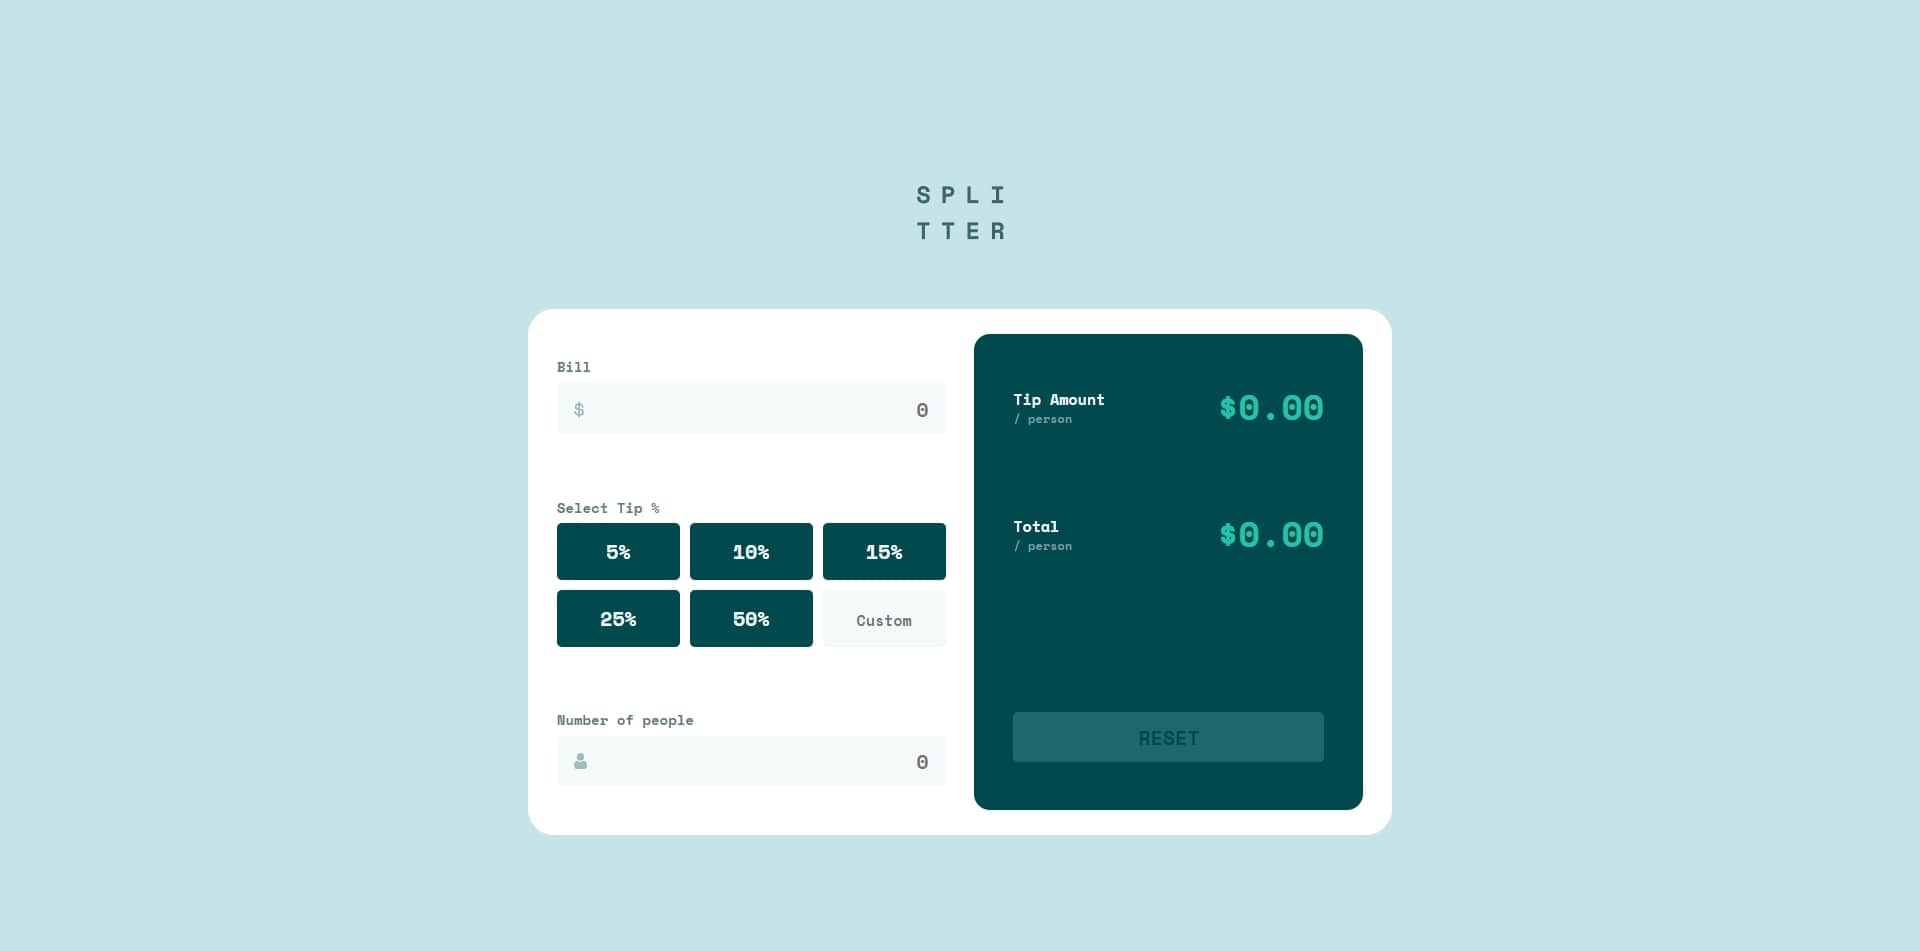 SPLI
TTER
Bill
$ 0
Select Tip %
5% 10% 15%
25% 50% Custom
Number of people
0
Tip Amount
/ person
$0.00
Total
/ person
$0.00
RESET